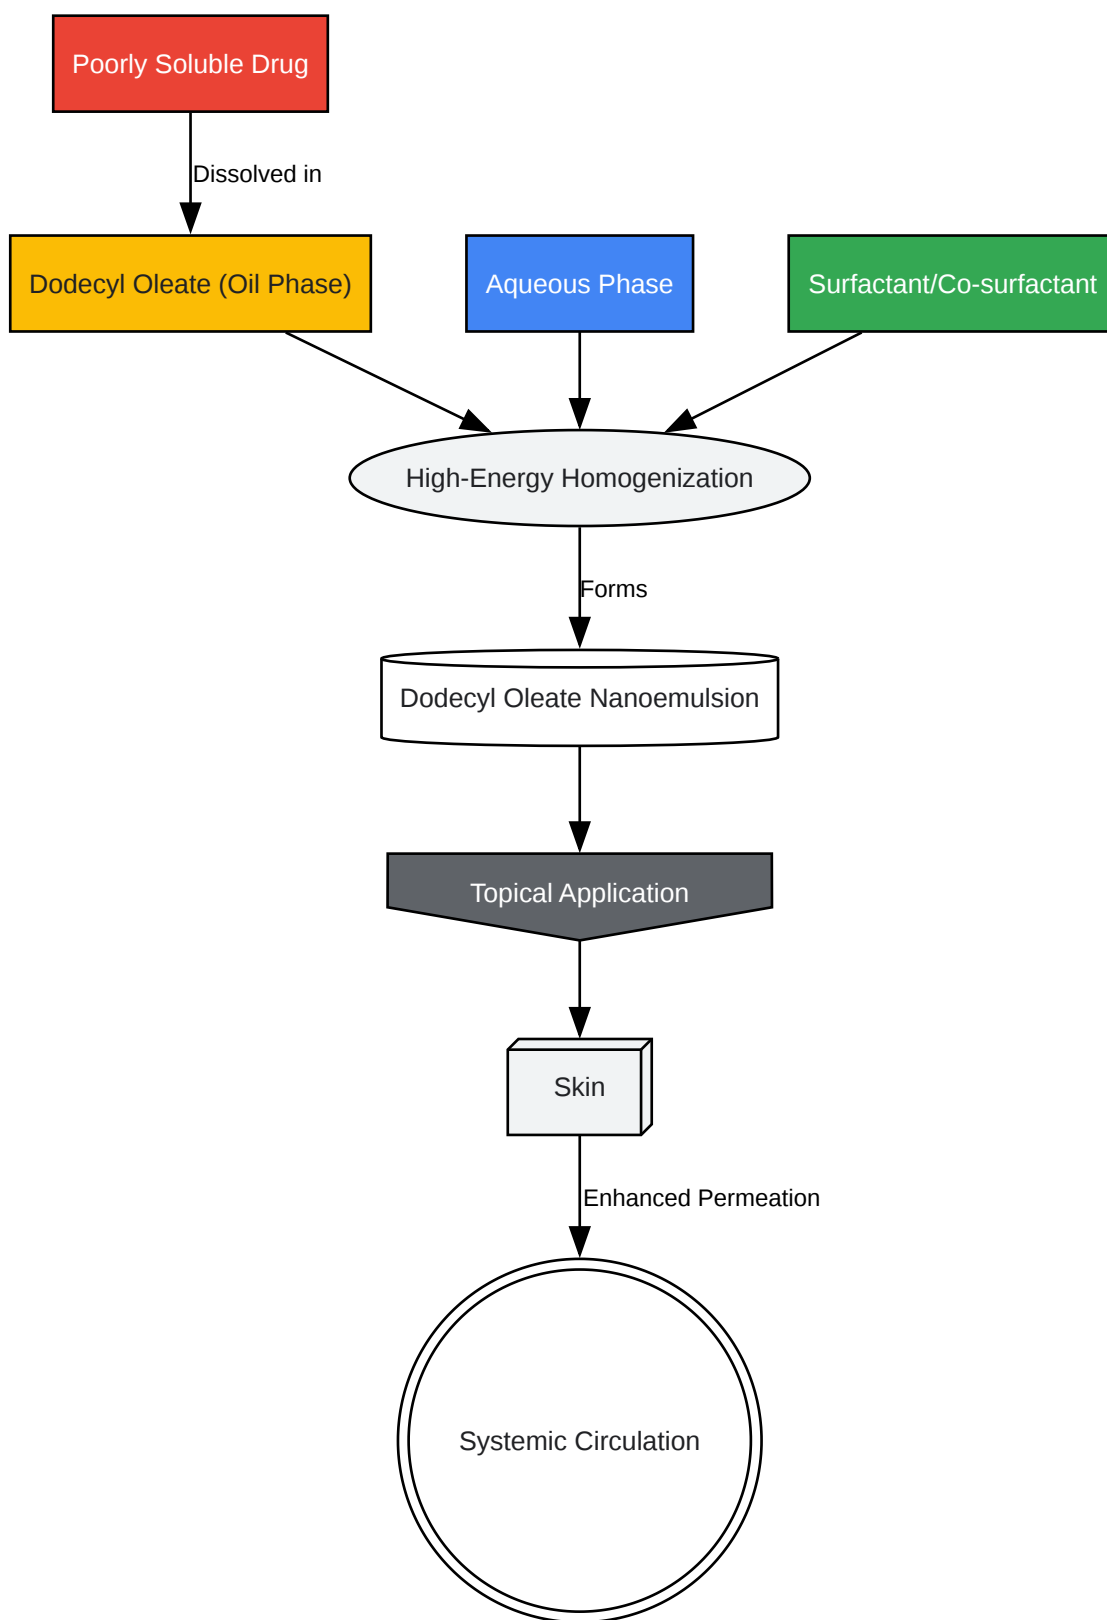 Poorly Soluble Drug
Dissolved in
Dodecyl Oleate (Oil Phase)
Aqueous Phase
Surfactant/Co-surfactant
High-Energy Homogenization
Forms
Dodecyl Oleate Nanoemulsion
Topical Application
Skin
Enhanced Permeation
Systemic Circulation